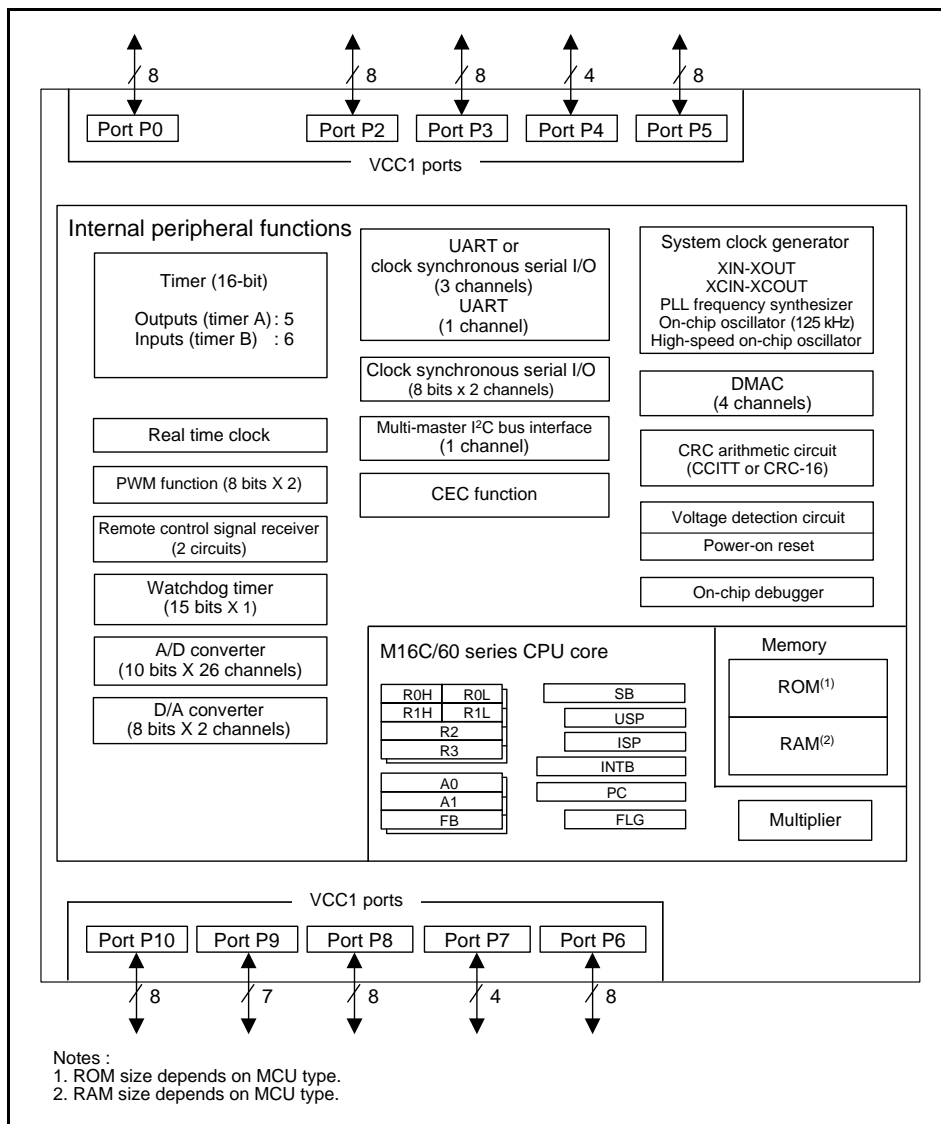 8
8
8
4
8
Port P0
Port P2
Port P3
Port P4
Port P5
VCC1 ports
Internal peripheral functions
Timer (16-bit)
Outputs (timer A) : 5
Inputs (timer B) : 6
Real time clock
PWM function (8 bits X 2)
Remote control signal receiver
(2 circuits)
Watchdog timer
(15 bits X 1)
A/D converter
(10 bits X 26 channels)
D/A converter
(8 bits X 2 channels)
UART or
clock synchronous serial I/O
(3 channels)
UART
(1 channel)
Clock synchronous serial I/O
(8 bits x 2 channels)
Multi-master I²C bus interface
(1 channel)
CEC function
System clock generator
XIN-XOUT
XCIN-XCOUT
PLL frequency synthesizer
On-chip oscillator (125 kHz)
High-speed on-chip oscillator
DMAC
(4 channels)
CRC arithmetic circuit
(CCITT or CRC-16)
Voltage detection circuit
Power-on reset
On-chip debugger
M16C/60 series CPU core
R0H R0L
R1H R1L
R2
R3
A0
A1
FB
SB
USP
ISP
INTB
PC
FLG
Memory
ROM(1)
RAM(2)
Multiplier
VCC1 ports
Port P10
Port P9
Port P8
Port P7
Port P6
8
7
8
4
8
Notes :
1. ROM size depends on MCU type.
2. RAM size depends on MCU type.